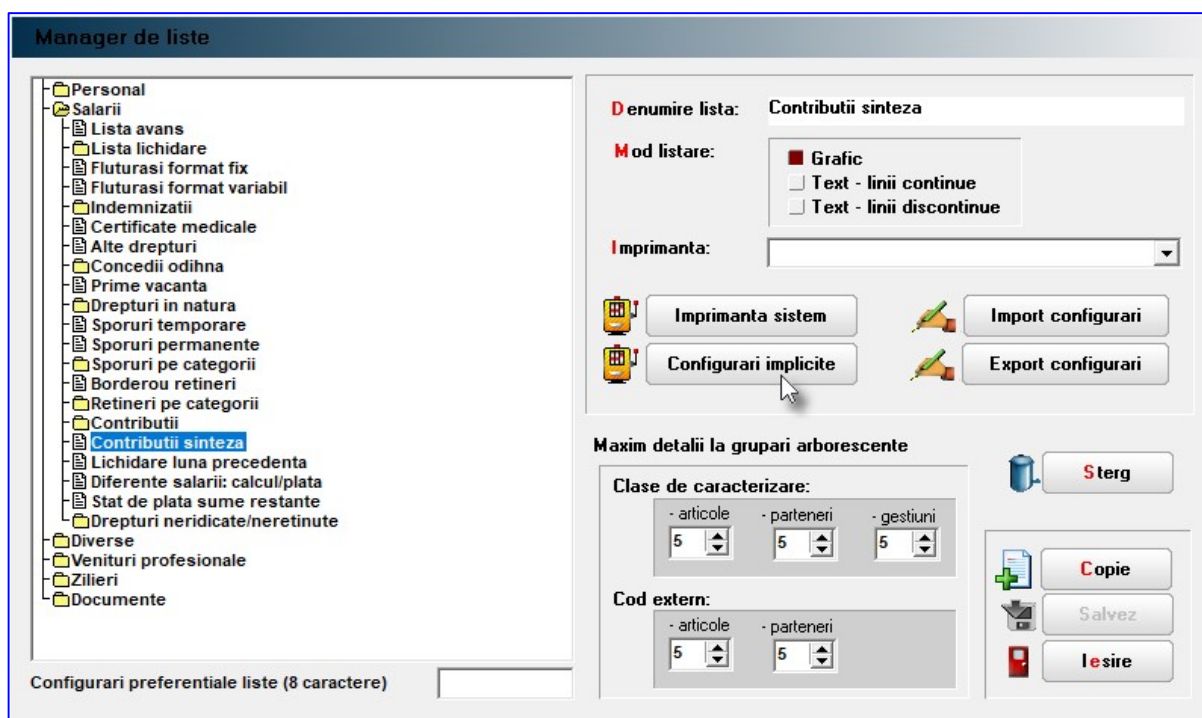 Manager de liste
Personal
Salarii
Lista avans
Lista lichidare
Fluturasi format fix
Fluturasi format variabil
Indemnizatii
Certificate medicale
Alte drepturi
Concedii odihna
Prime vacanta
Drepturi in natura
Sporuri temporare
Sporuri permanente
Sporuri pe categorii
Borderou retineri
Retineri pe categorii
Contributii
Contributii sinteza
Lichidare luna precedenta
Diferente salarii: calcul/plata
Stat de plata sume restante
Drepturi neridicate/neretinute
Diverse
Venituri profesionale
Zilieri
Documente
Configurari preferentiale liste (8 caractere)
Denumire lista: Contributii sinteza
Mod listare:
Grafic
Text - linii continue
Text - linii discontinue
Imprimanta:
Imprimanta sistem Import configurari
Configurari implicite Export configurari
Maxim detalii la grupari arborescente
Clase de caracterizare:
- articole - parteneri - gestiuni
5 5 5
Cod extern:
- articole - parteneri
5 5
Sterg
Copie
Salvez
Iesire